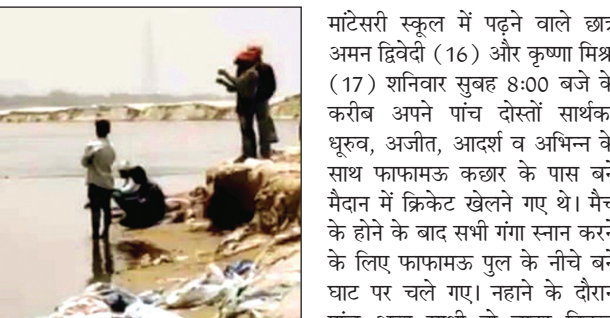 मांटेसरी स्कूल में पढ़ने वाले छात्र
अमन द्विवेदी (16) और कृष्णा मिश्र
(17) शनिवार सुबह 8:00 बजे के
करीब अपने पांच दोस्तों सार्थक,
धूरुव, अजीत, आदर्श व अभिन्न के
साथ फाफामऊ कछार के पास बने
मैदान में क्रिकेट खेलने गए थे। मैच
के होने के बाद सभी गंगा स्नान करने
के लिए फाफामऊ पुल के नीचे बने
घाट पर चले गए। नहाने के दौरान